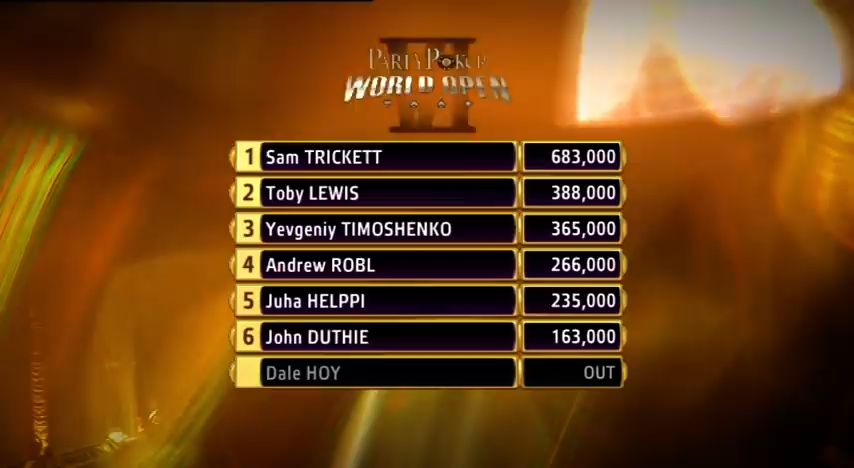 PARTYPOKER
WORLD OPEN
VI
1 Sam TRICKETT 683,000
2 Toby LEWIS 388,000
3 Yevgeniy TIMOSHENKO 365,000
4 Andrew ROBL 266,000
5 Juha HELPPI 235,000
6 John DUTHIE 163,000
Dale HOY OUT